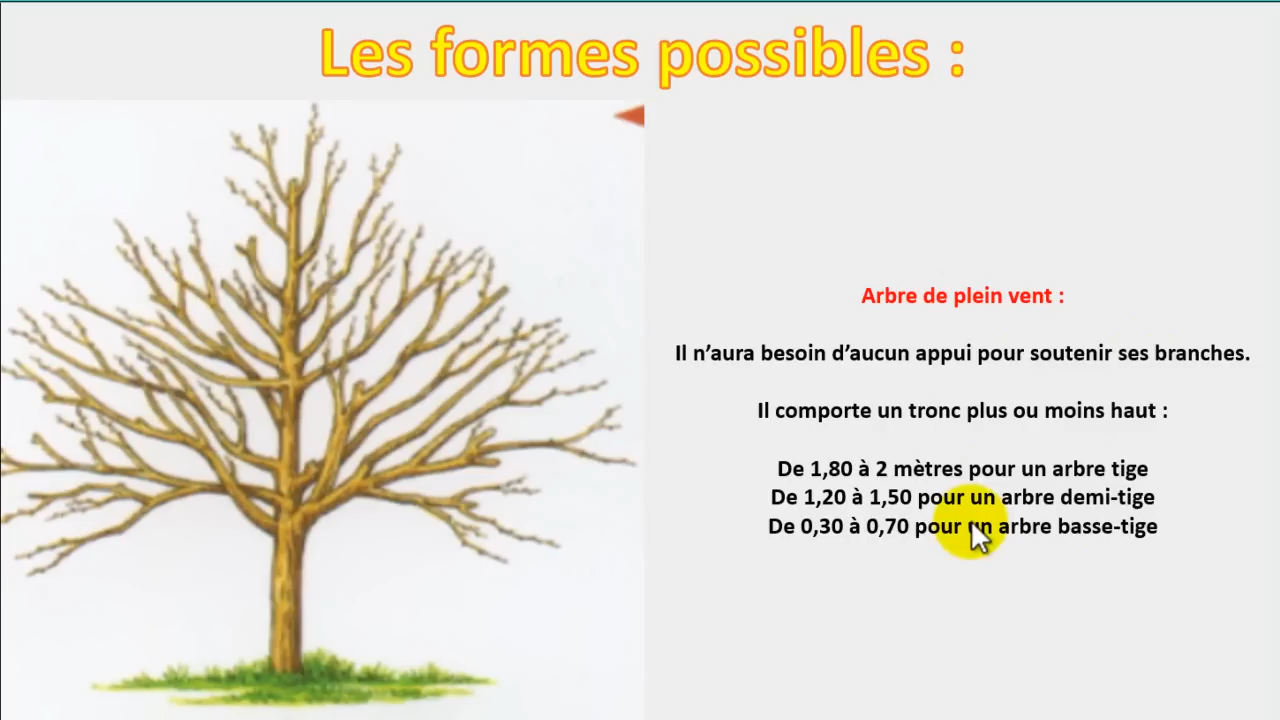 Les formes possibles :
Arbre de plein vent :
Il n’aura besoin d’aucun appui pour soutenir ses branches.
Il comporte un tronc plus ou moins haut :
De 1,80 à 2 mètres pour un arbre tige
De 1,20 à 1,50 pour un arbre demi-tige
De 0,30 à 0,70 pour un arbre basse-tige